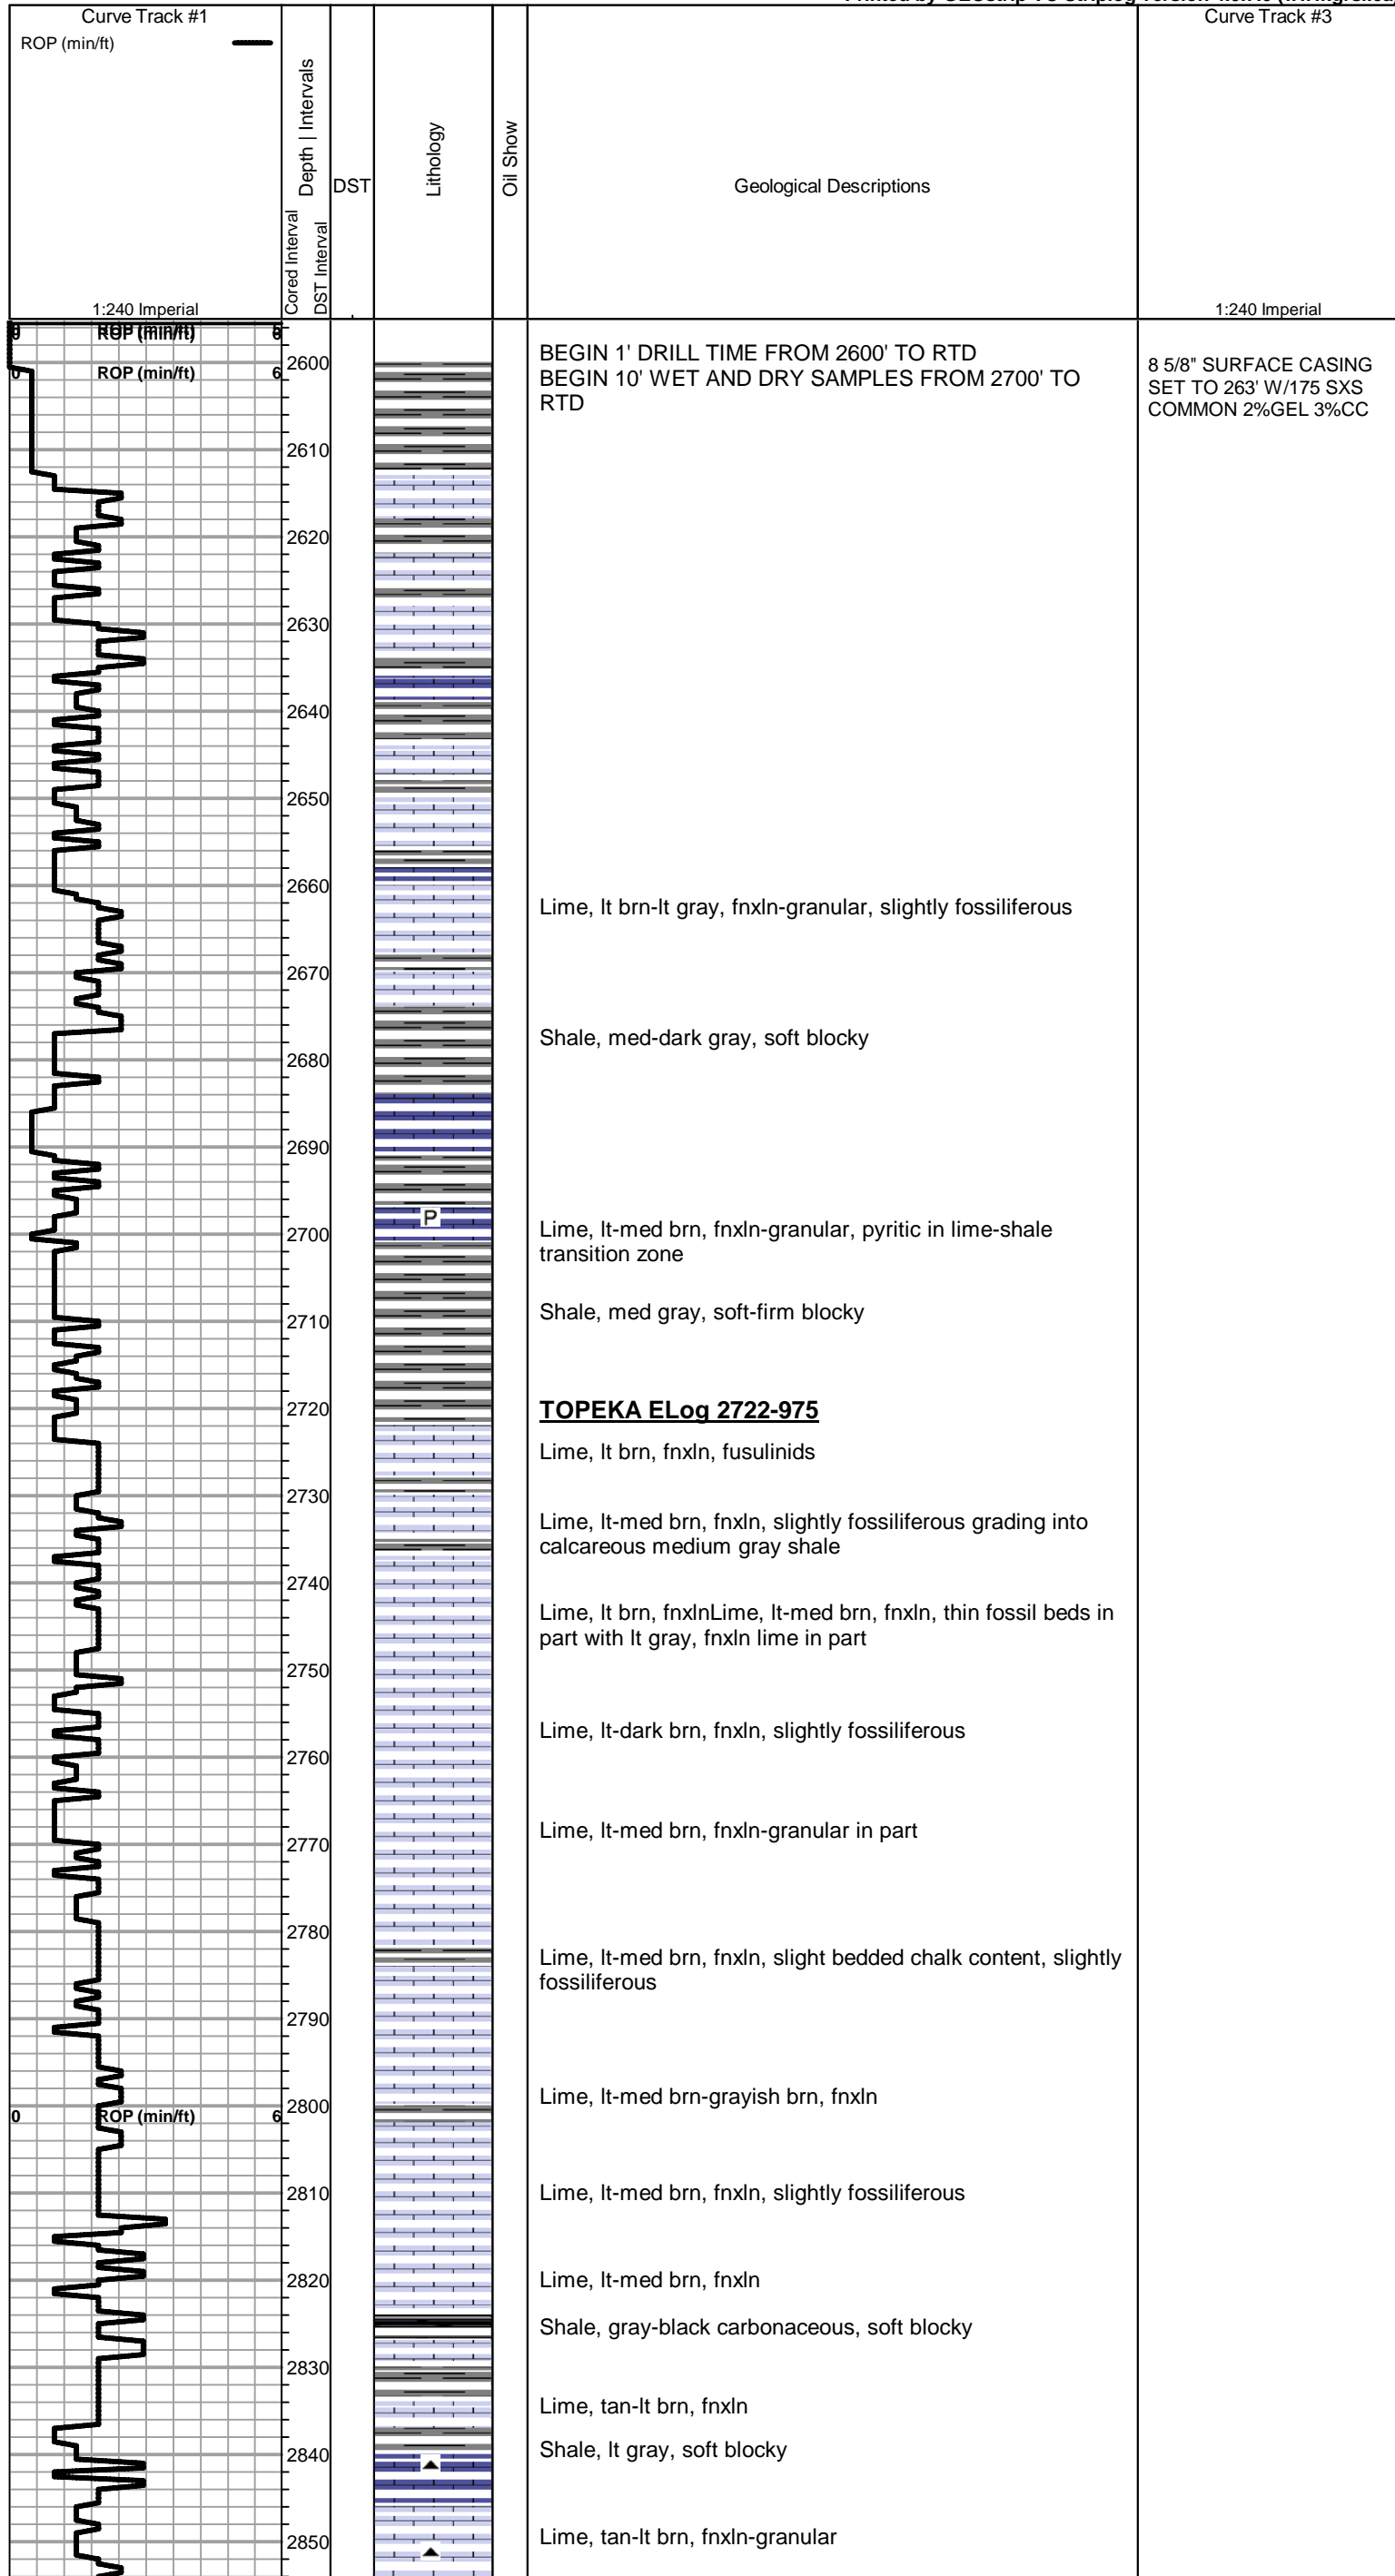 Curve Track #1
ROP (min/ft)
1:240 Imperial
Depth | Intervals
Cored Interval
DST Interval
DST
Lithology
Oil Show
Geological Descriptions
Curve Track #3
1:240 Imperial
ROP (min/ft)
6
0 ROP (min/ft) 6
2600
BEGIN 1' DRILL TIME FROM 2600' TO RTD
BEGIN 10' WET AND DRY SAMPLES FROM 2700' TO
RTD
8 5/8" SURFACE CASING
SET TO 263' W/175 SXS
COMMON 2%GEL 3%CC
2610
2620
2630
2640
2650
2660
Lime, lt brn-lt gray, fnxln-granular, slightly fossiliferous
2670
Shale, med-dark gray, soft blocky
2680
2690
P
2700
Lime, lt-med brn, fnxln-granular, pyritic in lime-shale
transition zone
Shale, med gray, soft-firm blocky
2710
2720
TOPEKA ELog 2722-975
Lime, lt brn, fnxln, fusulinids
2730
Lime, lt-med brn, fnxln, slightly fossiliferous grading into
calcareous medium gray shale
2740
Lime, lt brn, fnxlnLime, lt-med brn, fnxln, thin fossil beds in
part with lt gray, fnxln lime in part
2750
Lime, lt-dark brn, fnxln, slightly fossiliferous
2760
Lime, lt-med brn, fnxln-granular in part
2770
2780
Lime, lt-med brn, fnxln, slight bedded chalk content, slightly
fossiliferous
2790
Lime, lt-med brn-grayish brn, fnxln
2800
0 ROP (min/ft) 6
Lime, lt-med brn, fnxln, slightly fossiliferous
2810
Lime, lt-med brn, fnxln
2820
Shale, gray-black carbonaceous, soft blocky
2830
Lime, tan-lt brn, fnxln
Shale, lt gray, soft blocky
2840
Lime, tan-lt brn, fnxln-granular
2850